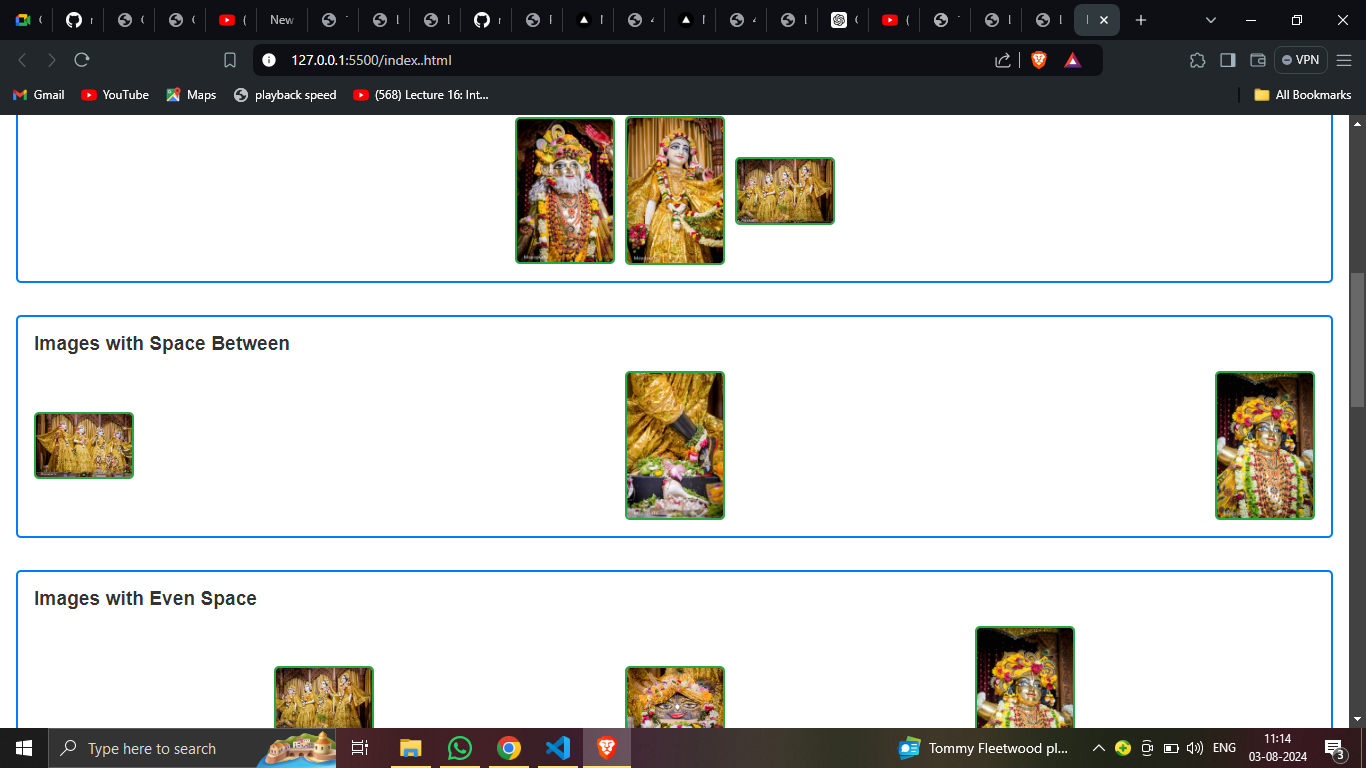 New
127.0.0.1:5500/index..html
VPN
Gmail
YouTube
Maps
playback speed
(568) Lecture 16: Int...
All Bookmarks
Images with Space Between
Images with Even Space
Type here to search
Tommy Fleetwood pl...
ENG
11:14
03-08-2024
3